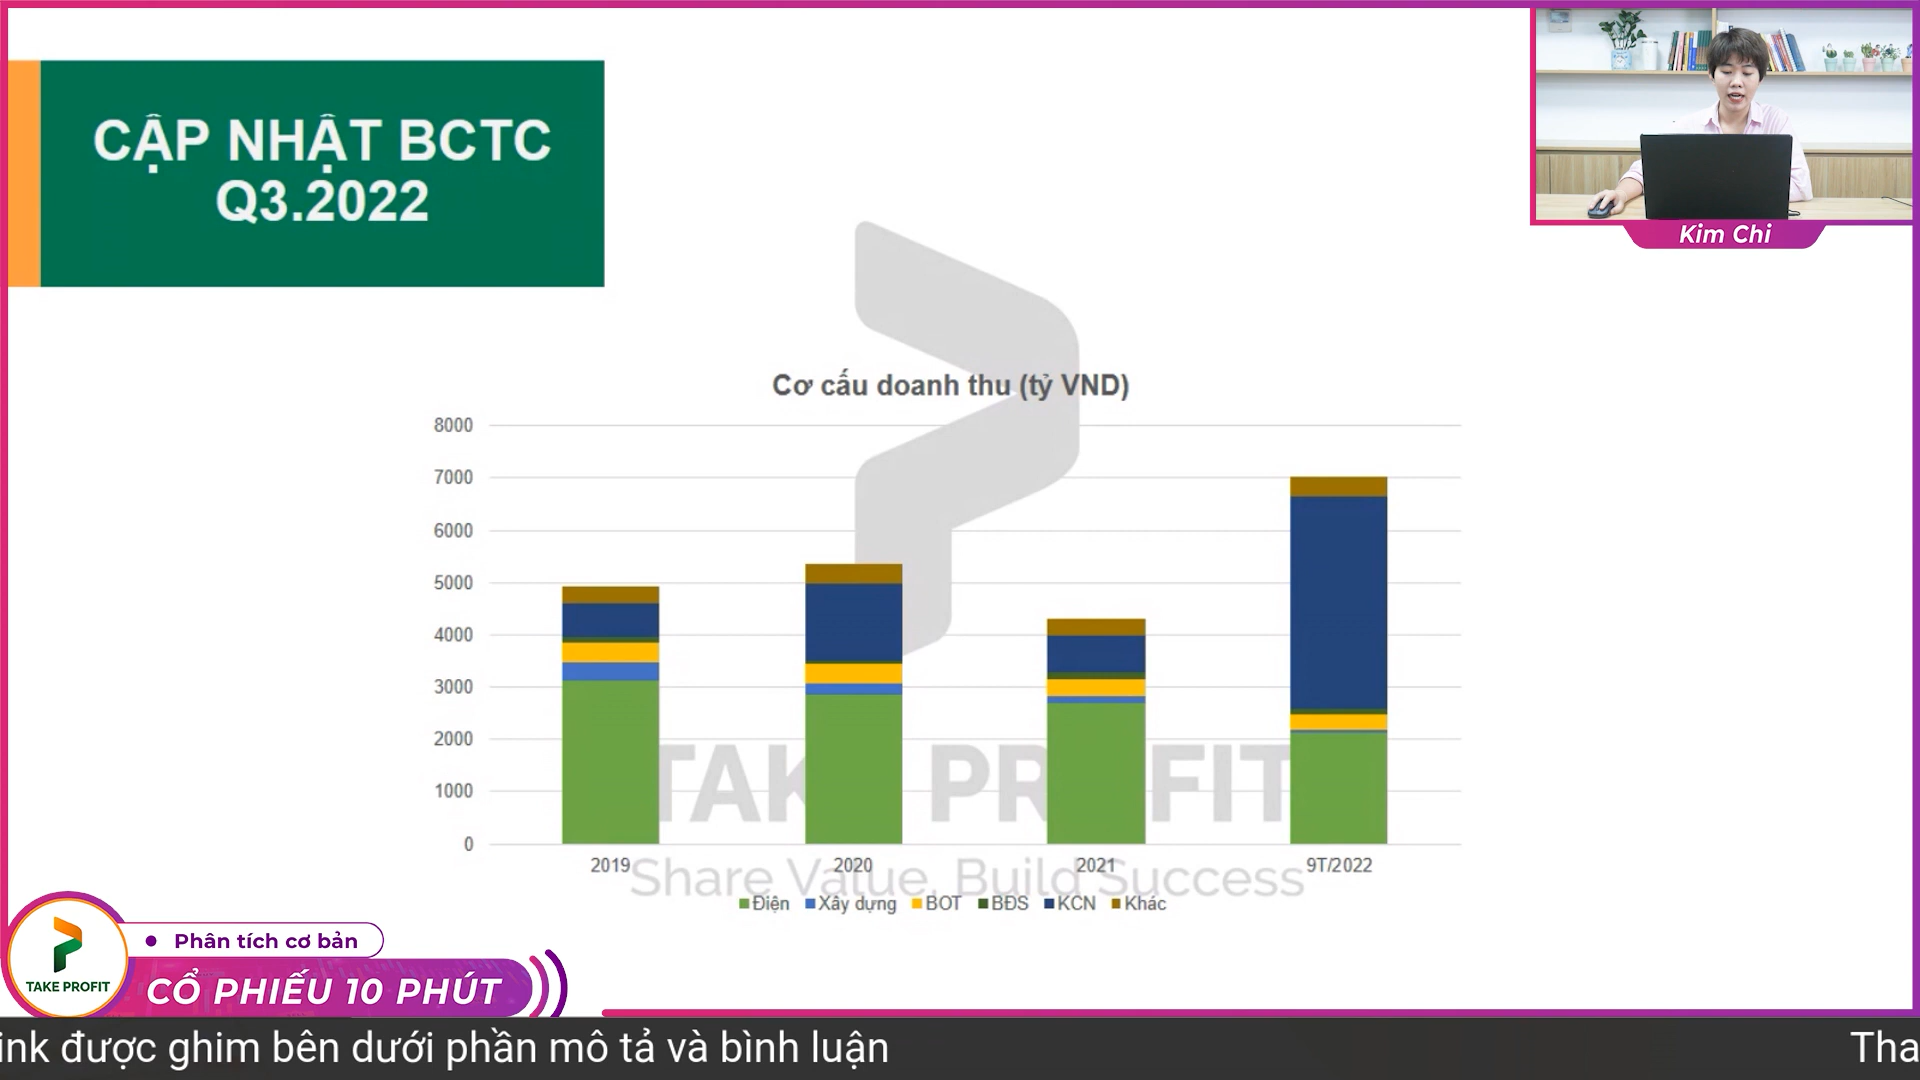 CẬP NHẬT BCTC
Q3.2022
Kim Chi
Cơ cấu doanh thu (tỷ VND)
8000
7000
6000
5000
4000
3000
2000
1000
0
2019
2020
2021
9T/2022
Điện
Xây dựng
BOT
BĐS
KCN
Khác
TAKE PROFIT
Share Value, Build Success
Phân tích cơ bản
CỔ PHIẾU 10 PHÚT
TAKE PROFIT
ink được ghim bên dưới phần mô tả và bình luận
Tha